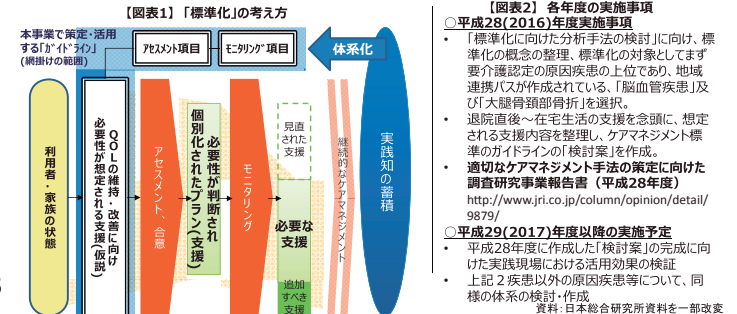 【図表1】「標準化」の考え方
本事業で策定・活用
する「ガイドライン」
(網掛けの範囲)
アセスメント項目
モニタリング項目
体系化
利用者・家族の状態
QOLの維持・改善に向け
必要性が想定される支援(仮説)
アセスメント、合意
必要性が判断され
個別化されたプラン(支援)
モニタリング
見直
された
支援
必要な
支援
追加
すべき
支援
継続的なケアマネジメント
実践知の蓄積
【図表2】 各年度の実施事項
○平成28(2016)年度実施事項
• 「標準化に向けた分析手法の検討」に向け、標
準化の概念の整理、標準化の対象としてまず
要介護認定の原因疾患の上位であり、地域
連携パスが作成されている、「脳血管疾患」及
び「大腿骨頚部骨折」を選択。
• 退院直後～在宅生活の支援を念頭に、想定
される支援内容を整理し、ケアマネジメント標
準のガイドラインの「検討案」を作成。
• 適切なケアマネジメント手法の策定に向けた
調査研究事業報告書（平成28年度）
http://www.jri.co.jp/column/opinion/detail/
9879/
○平成29(2017)年度以降の実施予定
• 平成28年度に作成した「検討案」の完成に向
けた実践現場における活用効果の検証
• 上記２疾患以外の原因疾患等について、同
様の体系の検討・作成
資料：日本総合研究所資料を一部改変